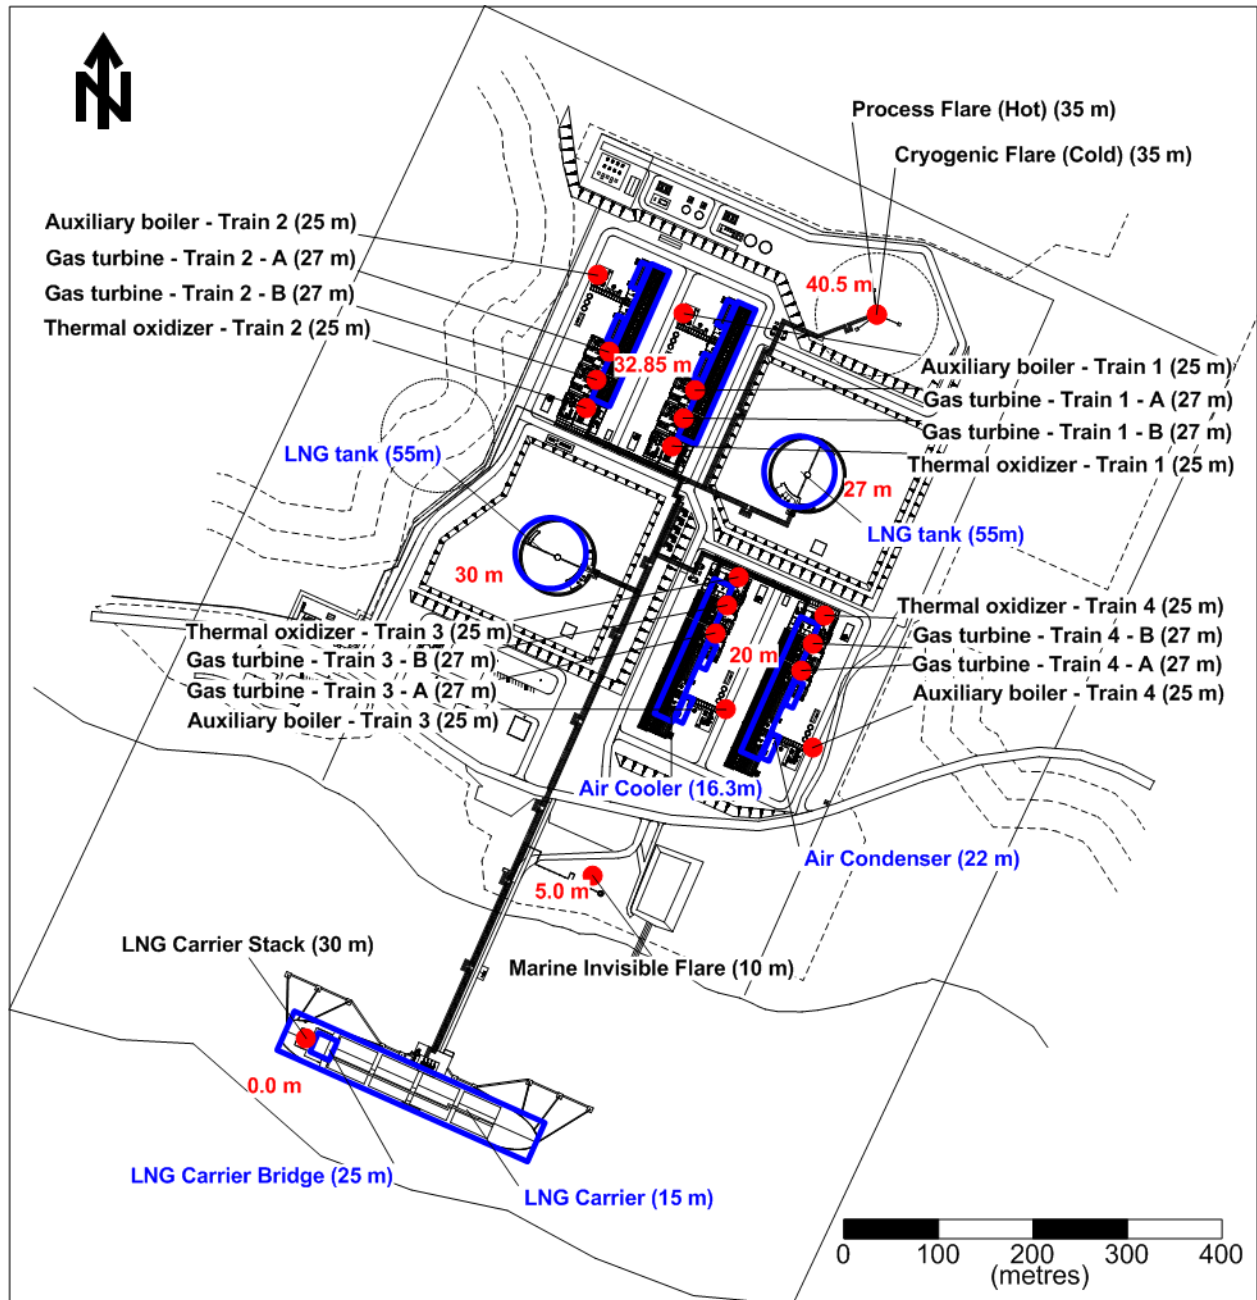 N
Process Flare (Hot) (35 m)
Cryogenic Flare (Cold) (35 m)
Auxiliary boiler - Train 2 (25 m)
Gas turbine - Train 2 - A (27 m)
Gas turbine - Train 2 - B (27 m)
Thermal oxidizer - Train 2 (25 m)
40.5 m
32.85 m
Auxiliary boiler - Train 1 (25 m)
Gas turbine - Train 1 - A (27 m)
Gas turbine - Train 1 - B (27 m)
Thermal oxidizer - Train 1 (25 m)
LNG tank (55m)
27 m
LNG tank (55m)
30 m
Thermal oxidizer - Train 3 (25 m)
Gas turbine - Train 3 - B (27 m)
Gas turbine - Train 3 - A (27 m)
Auxiliary boiler - Train 3 (25 m)
20 m
Thermal oxidizer - Train 4 (25 m)
Gas turbine - Train 4 - B (27 m)
Gas turbine - Train 4 - A (27 m)
Auxiliary boiler - Train 4 (25 m)
Air Cooler (16.3m)
Air Condenser (22 m)
5.0 m
LNG Carrier Stack (30 m)
Marine Invisible Flare (10 m)
0.0 m
LNG Carrier Bridge (25 m)
LNG Carrier (15 m)
0 100 200 300 400
(metres)